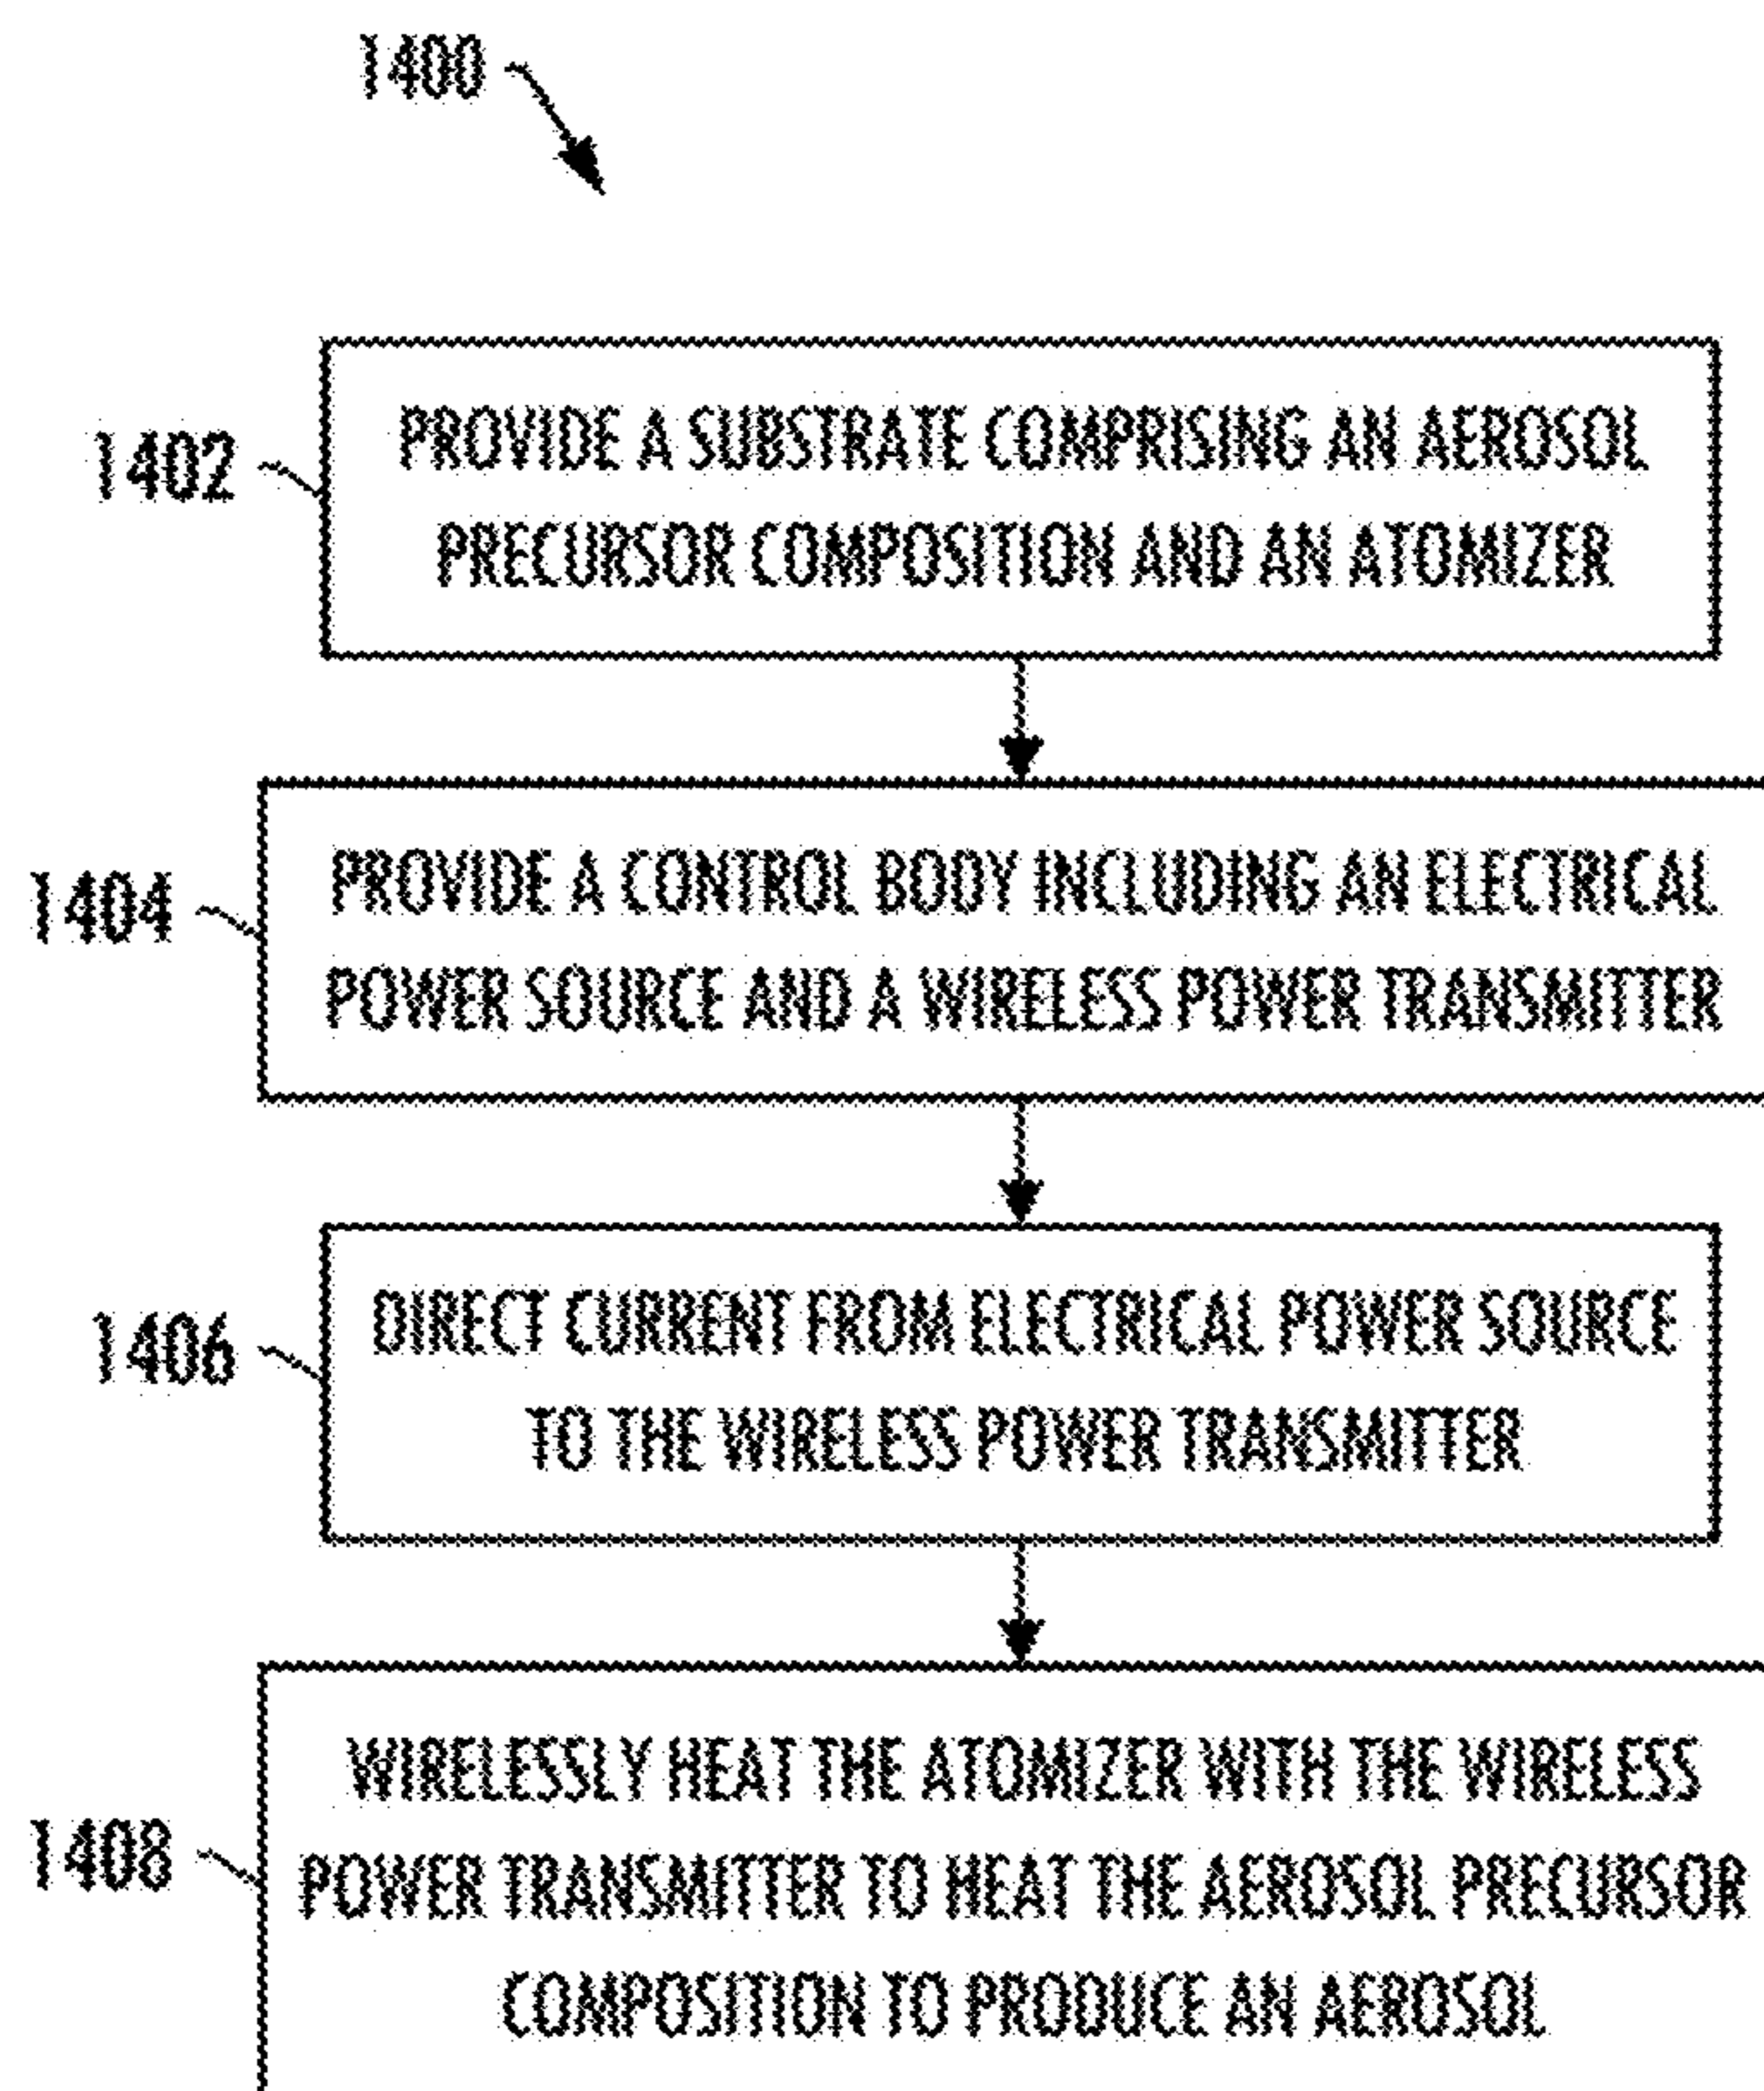 1400
1402
PROVIDE A SUBSTRATE COMPRISING AN AEROSOL
PRECURSOR COMPOSITION AND AN ATOMIZER
1404
PROVIDE A CONTROL BODY INCLUDING AN ELECTRICAL
POWER SOURCE AND A WIRELESS POWER TRANSMITTER
1406
DIRECT CURRENT FROM ELECTRICAL POWER SOURCE
TO THE WIRELESS POWER TRANSMITTER
1408
WIRELESSLY HEAT THE ATOMIZER WITH THE WIRELESS
POWER TRANSMITTER TO HEAT THE AEROSOL PRECURSOR
COMPOSITION TO PRODUCE AN AEROSOL